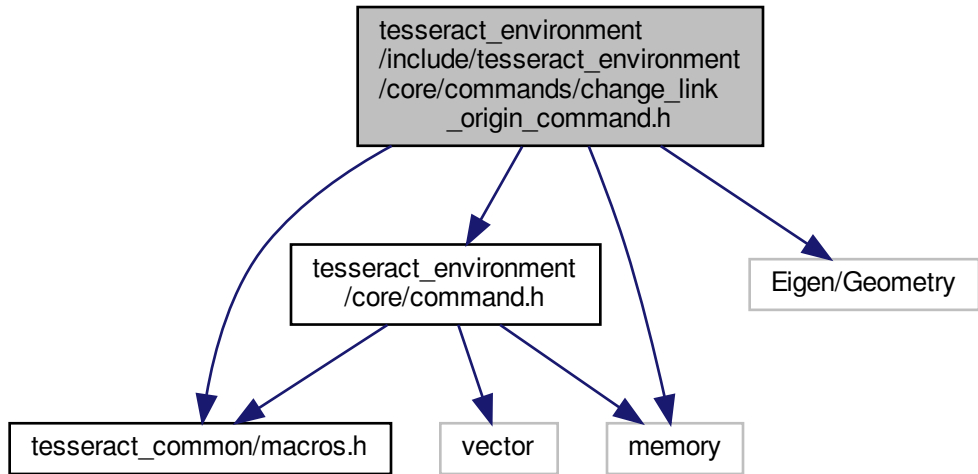 tesseract_environment
/include/tesseract_environment
/core/commands/change_link
_origin_command.h
tesseract_environment
/core/command.h
Eigen/Geometry
tesseract_common/macros.h
vector
memory